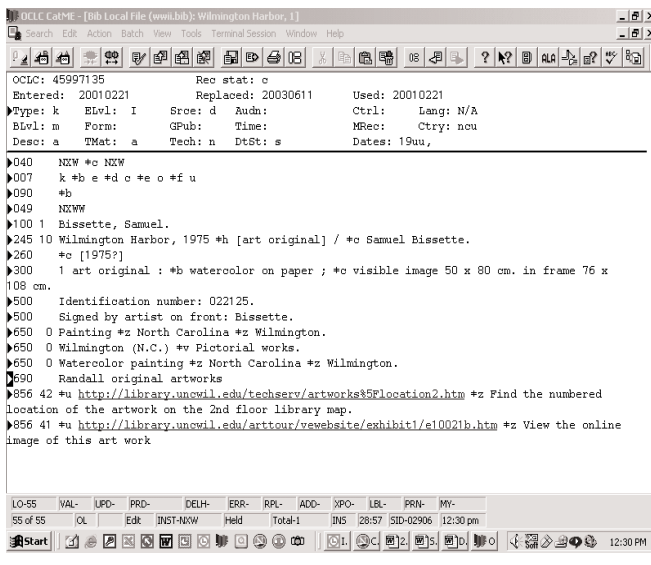 OCLC CatME - [Bib Local File (wwii.bib): Wilmington Harbor, 1]
Search Edit Action Batch View Tools Terminal Session Window Help
OCLC: 45997135 Rec stat: c
Entered: 20010221 Replaced: 20030611 Used: 20010221
▶Type: k ELvl: I Srce: d Audn: Ctrl: Lang: N/A
BLvl: m Form: GPub: Time: MRec: Ctry: ncu
Desc: a TMat: a Tech: n DtSt: s Dates: 19uu,
▶040 NXW ‡c NXW
▶007 k ‡b e ‡d c ‡e o ‡f u
▶090 ‡b
▶049 NXWW
▶100 1 Bissette, Samuel.
▶245 10 Wilmington Harbor, 1975 ‡h [art original] / ‡c Samuel Bissette.
▶260 ‡c [1975?]
▶300 1 art original : ‡b watercolor on paper ; ‡c visible image 50 x 80 cm. in frame 76 x
108 cm.
▶500 Identification number: 022125.
▶500 Signed by artist on front: Bissette.
▶650 0 Painting ‡z North Carolina ‡z Wilmington.
▶650 0 Wilmington (N.C.) ‡v Pictorial works.
▶650 0 Watercolor painting ‡z North Carolina ‡z Wilmington.
690 Randall original artworks
▶856 42 ‡u http://library.uncwil.edu/techserv/artworks%5Flocation2.htm ‡z Find the numbered
location of the artwork on the 2nd floor library map.
▶856 41 ‡u http://library.uncwil.edu/arttour/vewebsite/exhibit1/e10021b.htm ‡z View the online
image of this art work
LO-55 VAL- UPD- PRD- DELH- ERR- RPL- ADD- XPO- LBL- PRN- MY-
55 of 55 OL Edit INST-NXW Held Total-1 INS 28:57 SID-02906 12:30 pm
Start I. C. 2. S. D. O 12:30 PM